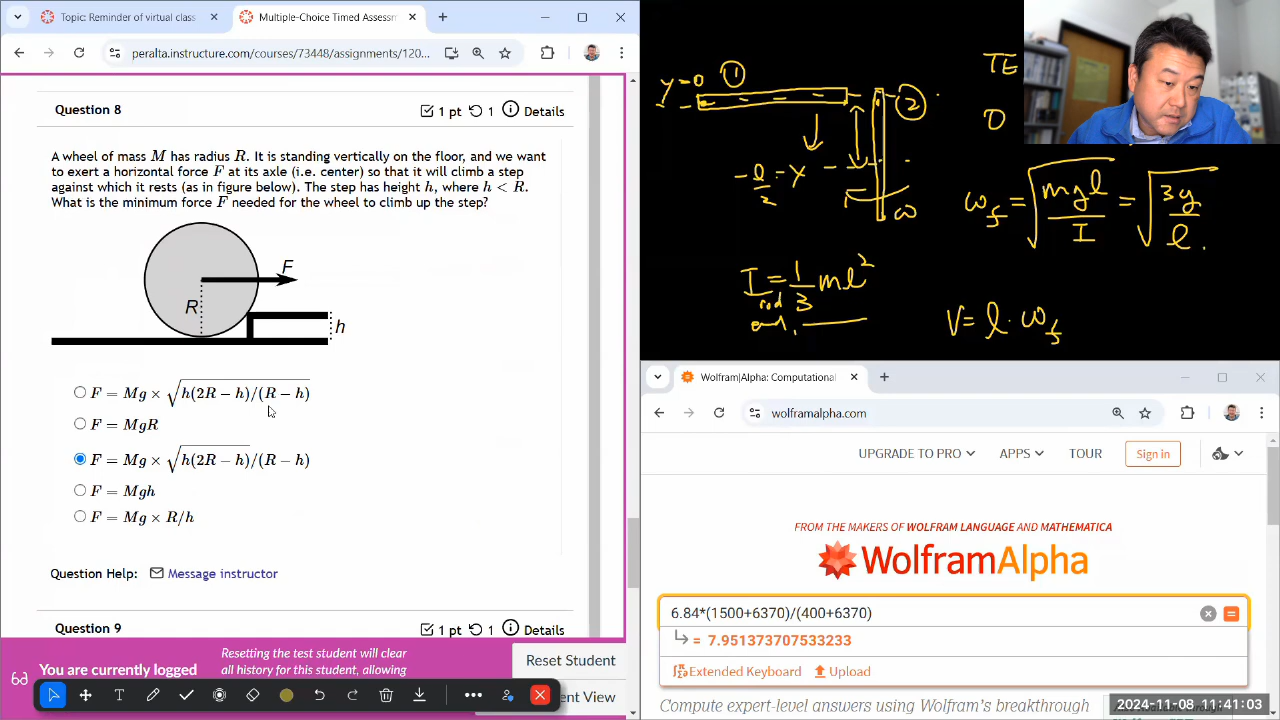 Topic: Reminder of virtual class
Multiple-Choice Timed Assessm
peralta.instructure.com/courses/73448/assignments/120...
Question 8
1 pt 1 Details
A wheel of mass M has radius R. It is standing vertically on the floor, and we want
to exert a horizontal force F at its axle (i.e. center) so that it will climb a step
against which it rests (as in figure below). The step has height h, where h < R.
What is the minimum force F needed for the wheel to climb up the step?
F
R
h
F = Mg × √(h(2R − h)/(R − h))
F = MgR
F = Mg × √(h(2R − h))/(R − h)
F = Mgh
F = Mg × R/h
Question Help: Message instructor
Question 9
1 pt 1 Details
You are currently logged
Resetting the test student will clear
all history for this student, allowing
Reset Student
ent View
y=0 ①
②
TE
0
-l/2 = y
ω
ω_f = √(mgl/I) = √(3g/l)
I = 1/3 ml²
rod
end.
V = l · ω_f
Wolfram|Alpha: Computational
wolframalpha.com
UPGRADE TO PRO APPS TOUR Sign in
FROM THE MAKERS OF WOLFRAM LANGUAGE AND MATHEMATICA
WolframAlpha
6.84*(1500+6370)/(400+6370)
= 7.951373707533233
Extended Keyboard Upload
Compute expert-level answers using Wolfram's breakthrough
2024-11-08 11:41:03